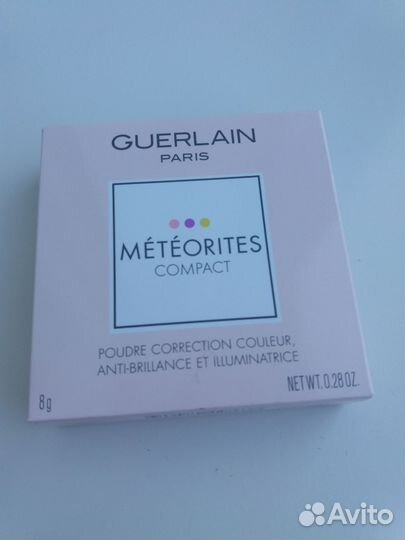 GUERLAIN
PARIS
MÉTÉORITES
COMPACT
POUDRE CORRECTION COULEUR,
ANTI-BRILLANCE ET ILLUMINATRICE
8g
NET WT. 0.28 OZ.
Avito